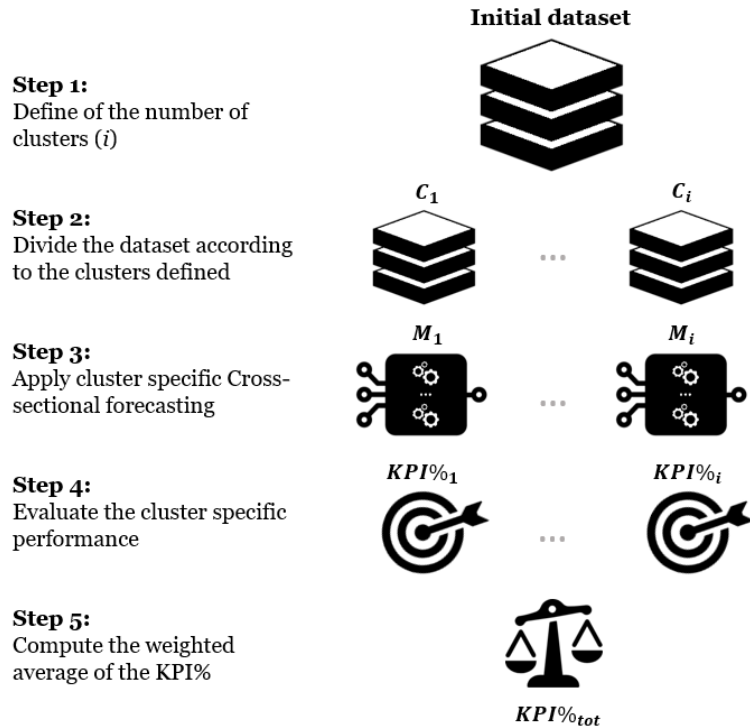 Initial dataset
Step 1:
Define of the number of
clusters (i)
C₁
Cᵢ
Step 2:
Divide the dataset according
to the clusters defined
...
M₁
Mᵢ
Step 3:
Apply cluster specific Cross-
sectional forecasting
...
...
...
KPI%₁
KPI%ᵢ
Step 4:
Evaluate the cluster specific
performance
...
Step 5:
Compute the weighted
average of the KPI%
KPI%ₜₒₜ